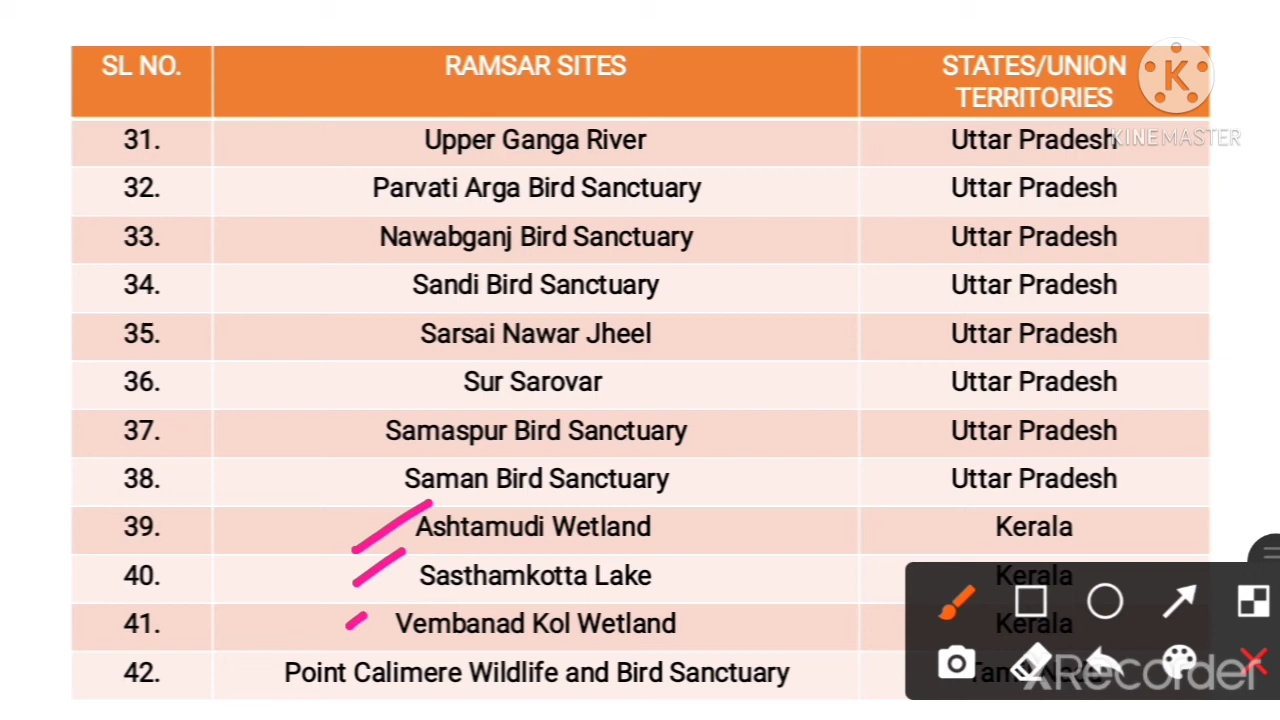 SL NO. RAMSAR SITES STATES/UNION TERRITORIES
31. Upper Ganga River Uttar Pradesh
32. Parvati Arga Bird Sanctuary Uttar Pradesh
33. Nawabganj Bird Sanctuary Uttar Pradesh
34. Sandi Bird Sanctuary Uttar Pradesh
35. Sarsai Nawar Jheel Uttar Pradesh
36. Sur Sarovar Uttar Pradesh
37. Samaspur Bird Sanctuary Uttar Pradesh
38. Saman Bird Sanctuary Uttar Pradesh
39. Ashtamudi Wetland Kerala
40. Sasthamkotta Lake Kerala
41. Vembanad Kol Wetland Kerala
42. Point Calimere Wildlife and Bird Sanctuary Tamil Nadu
K
KINEMASTER
XRecorder